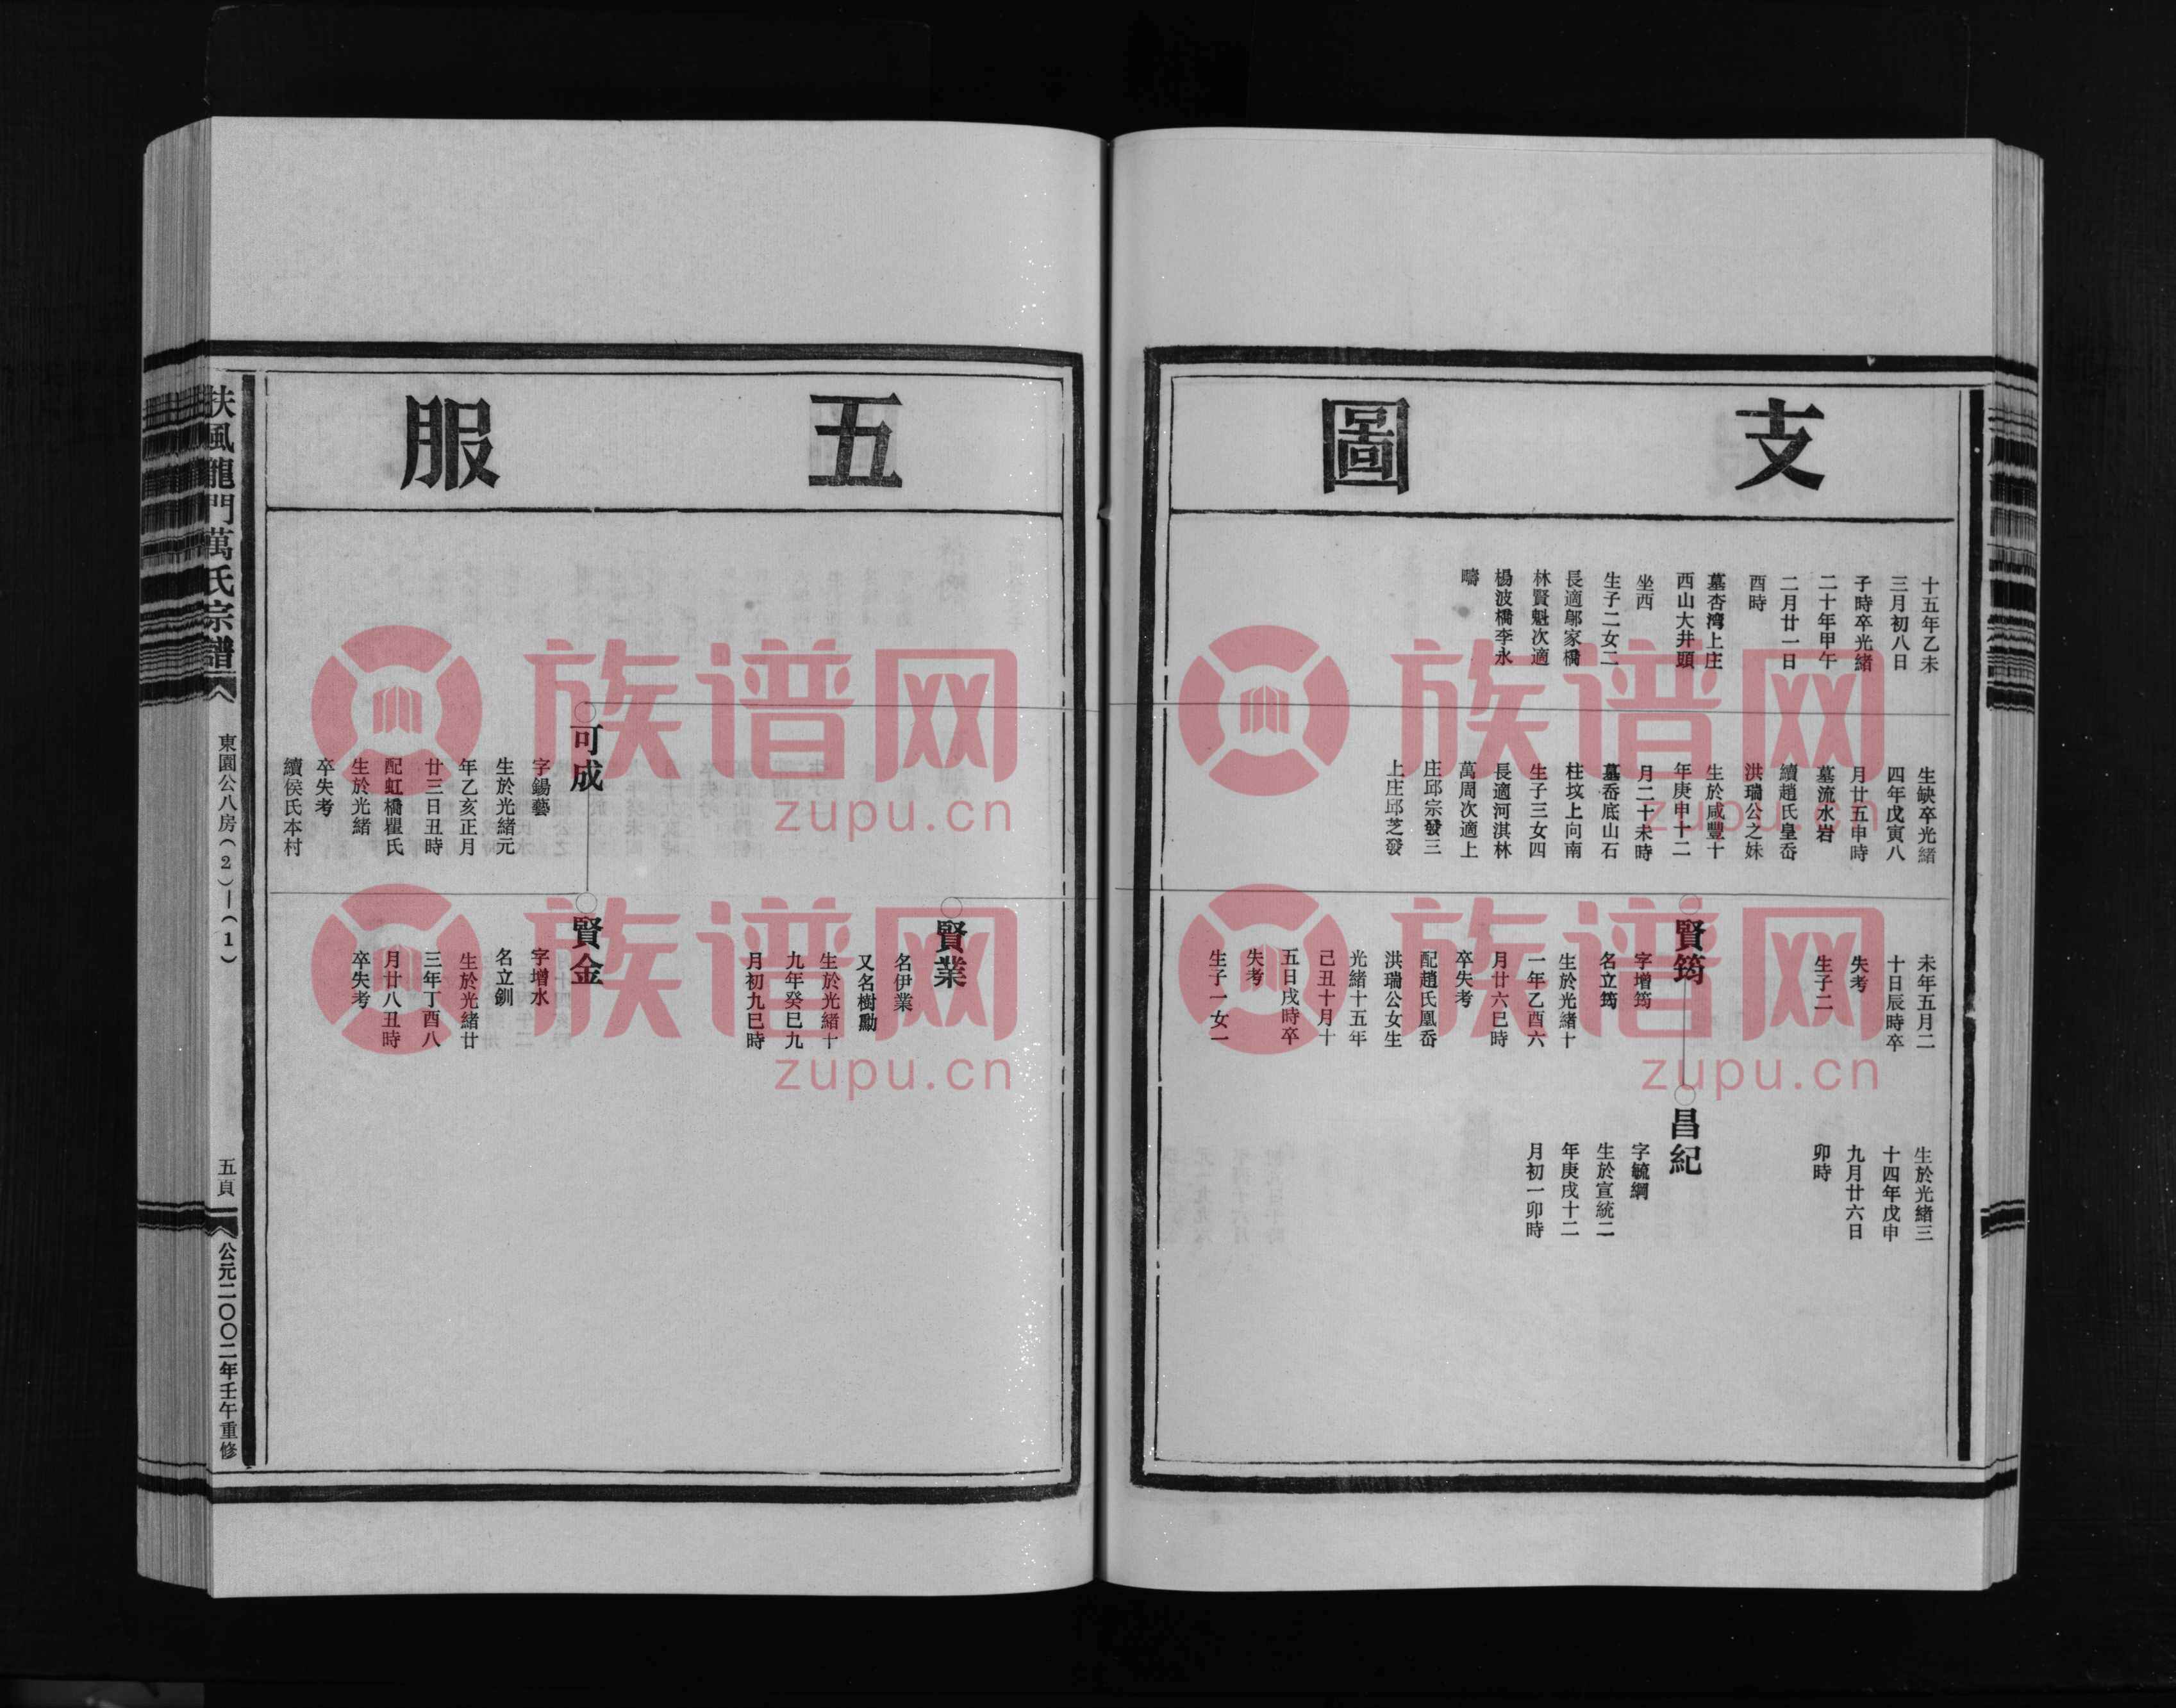 支
圖
十五年乙未
三月初八日
子時卒光緒
二十年甲午
二月廿一日
酉時
墓杏湾上庄
西山大井頭
坐西
生子二女二
長適鄔家橋
林賢魁次適
楊波橋李永
疇
生缺卒光緒
四年戊寅八
月廿五申時
墓流水岩
續趙氏皇岙
洪瑞公之妹
生於咸豐十
年庚申十二
月二十未時
墓岙底山石
柱坟上向南
生子三女四
長適河淇林
萬周次適上
庄邱宗發三
上庄邱芝發
未年五月二
十日辰時卒
失考
生子二
賢筠
字增筠
名立筠
生於光緒十
一年乙酉六
月廿六巳時
卒失考
配趙氏凰岙
洪瑞公女生
光緒十五年
己丑十月十
五日戌時卒
失考
生子一女一
生於光緒三
十四年戊申
九月廿六日
卯時
昌紀
字毓綱
生於宣統二
年庚戌十二
月初一卯時
五
服
可成
字錫藝
生於光緒元
年乙亥正月
廿三日丑時
配虹橋瞿氏
生於光緒
卒失考
續侯氏本村
賢業
名伊業
又名樹勳
生於光緒十
九年癸巳九
月初九巳時
賢金
字增水
名立釧
生於光緒廿
三年丁酉八
月廿八丑時
卒失考
扶風龍門萬氏宗譜
東園公八房(2)—(1)
五頁
公元二〇〇二年壬午重修
族谱网
zupu.cn
族谱网
zupu.cn
族谱网
zupu.cn
族谱网
zupu.cn